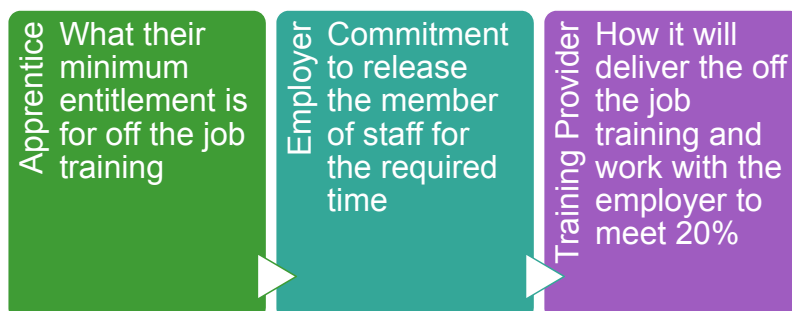 Apprentice
What their
minimum
entitlement is
for off the job
training
Employer
Commitment
to release
the member
of staff for
the required
time
Training Provider
How it will
deliver the off
the job
training and
work with the
employer to
meet 20%